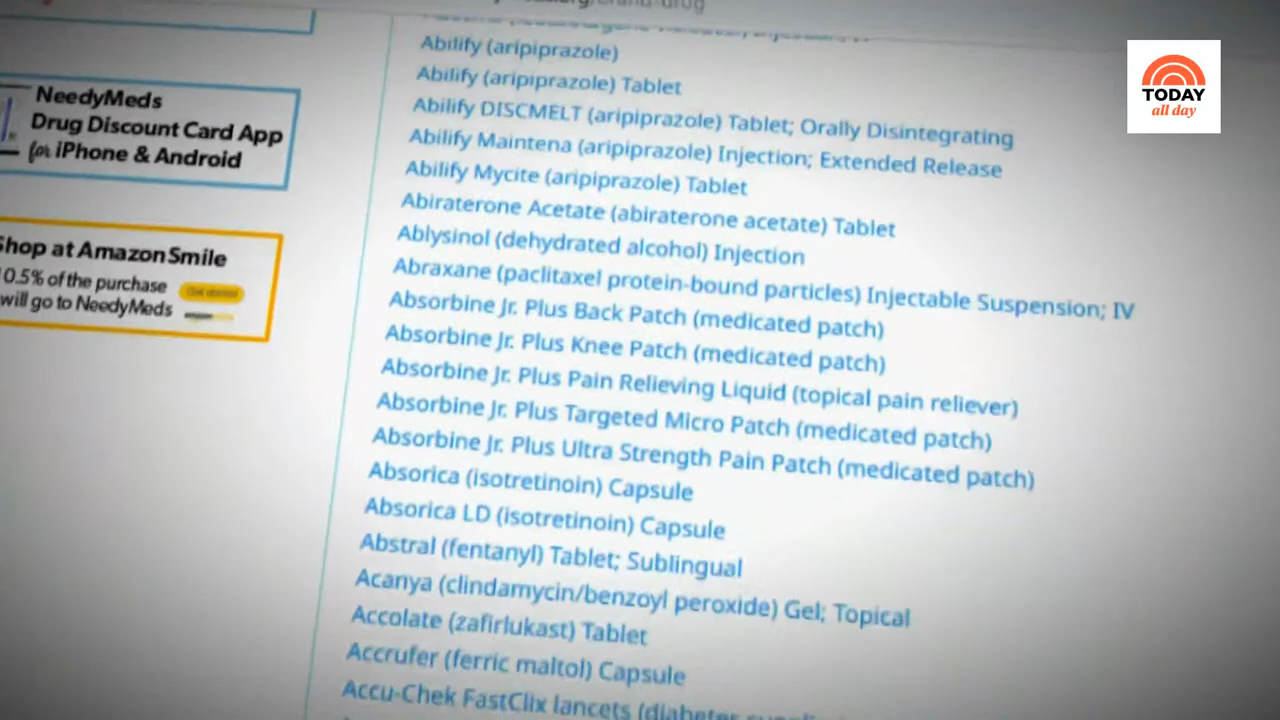 Abilify (aripiprazole)
Abilify (aripiprazole) Tablet
Abilify DISCMELT (aripiprazole) Tablet; Orally Disintegrating
Abilify Maintena (aripiprazole) Injection; Extended Release
Abilify Mycite (aripiprazole) Tablet
Abiraterone Acetate (abiraterone acetate) Tablet
Ablysinol (dehydrated alcohol) Injection
Abraxane (paclitaxel protein-bound particles) Injectable Suspension; IV
Absorbine Jr. Plus Back Patch (medicated patch)
Absorbine Jr. Plus Knee Patch (medicated patch)
Absorbine Jr. Plus Pain Relieving Liquid (topical pain reliever)
Absorbine Jr. Plus Targeted Micro Patch (medicated patch)
Absorbine Jr. Plus Ultra Strength Pain Patch (medicated patch)
Absorica (isotretinoin) Capsule
Absorica LD (isotretinoin) Capsule
Abstral (fentanyl) Tablet; Sublingual
Acanya (clindamycin/benzoyl peroxide) Gel; Topical
Accolate (zafirlukast) Tablet
Accrufer (ferric maltol) Capsule
Accu-Chek FastClix lancets (diabetes
NeedyMeds
Drug Discount Card App
for iPhone & Android
Shop at AmazonSmile
0.5% of the purchase
will go to NeedyMeds
Get started
TODAY
all day